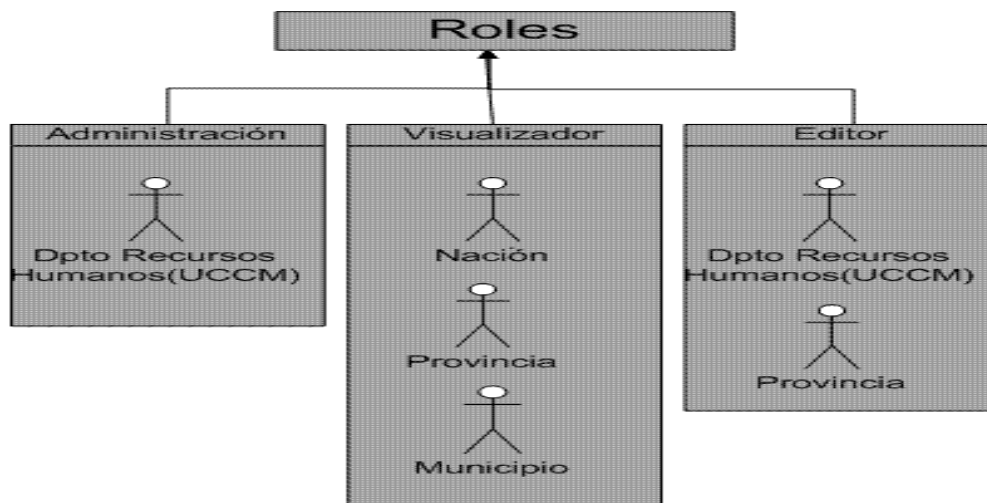 Roles
Administración
Dpto Recursos
Humanos(UCCM)
Visualizador
Nación
Provincia
Municipio
Editor
Dpto Recursos
Humanos(UCCM)
Provincia